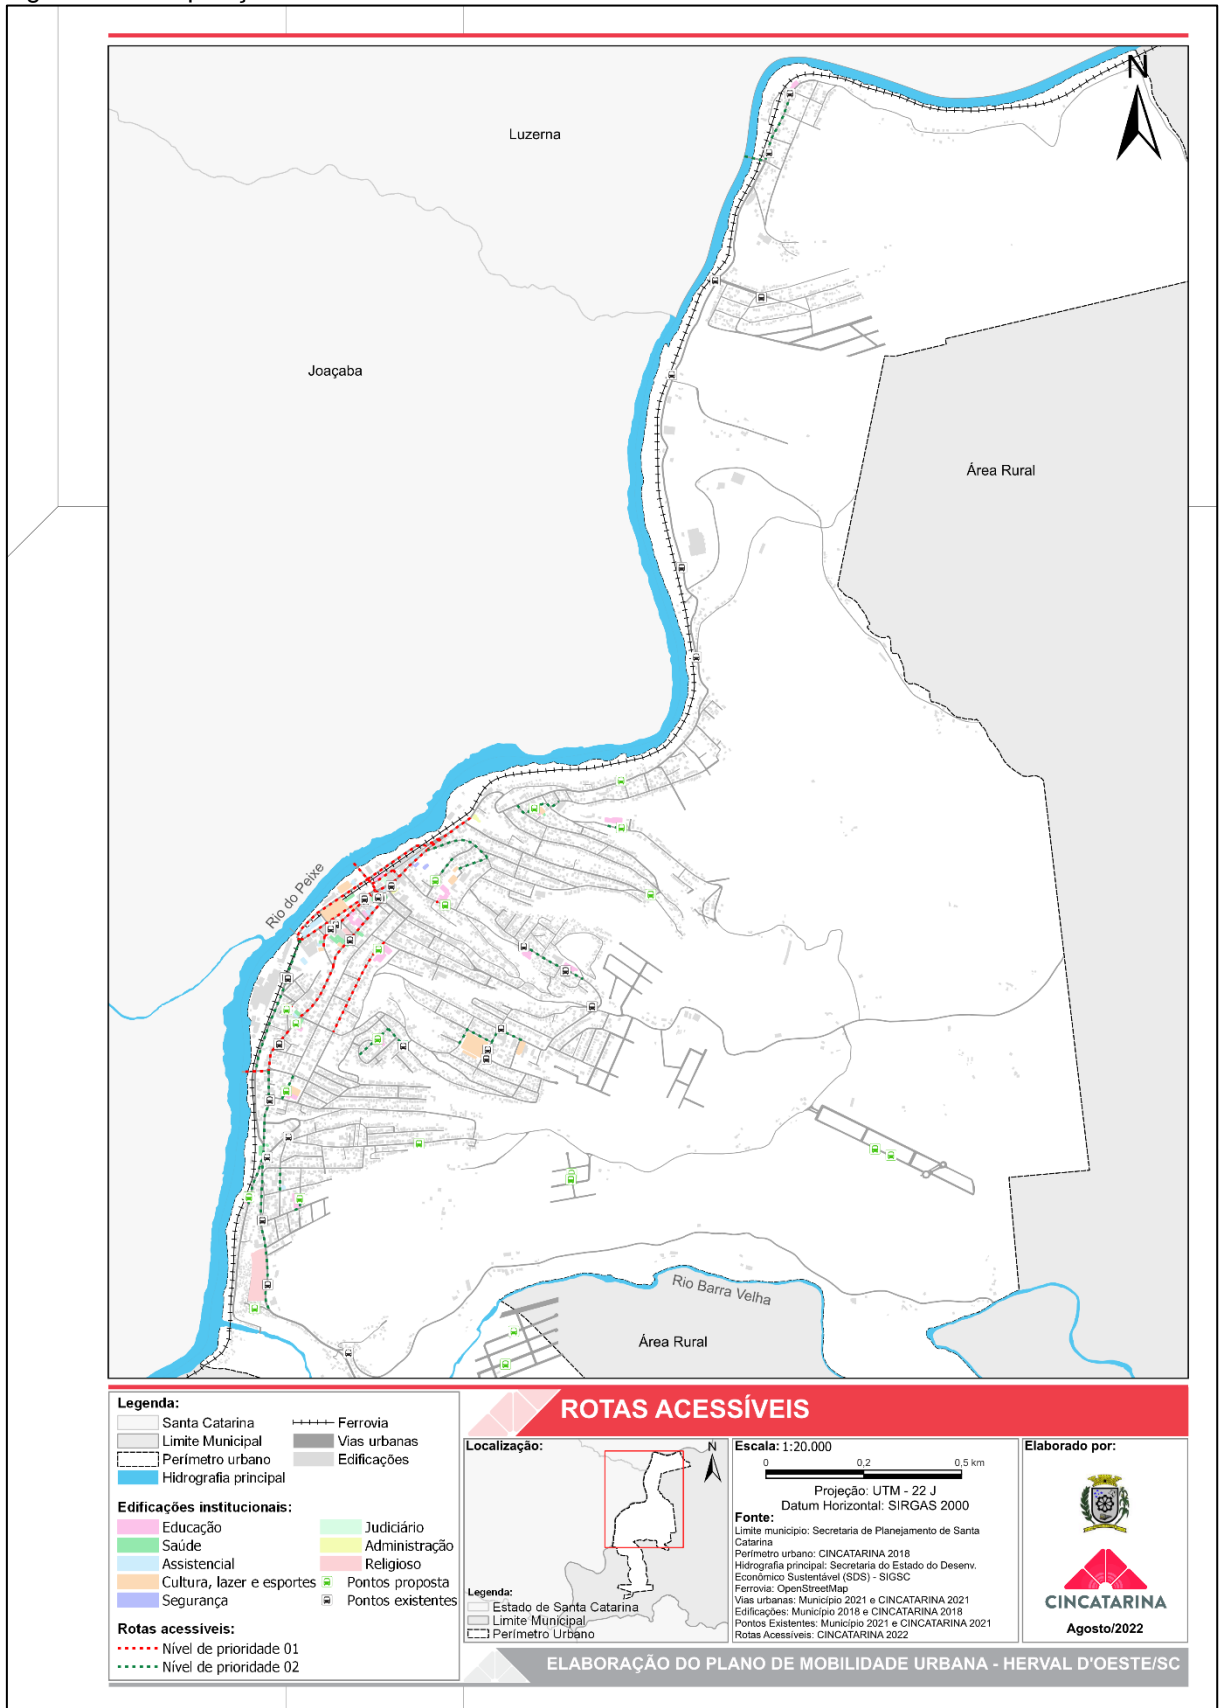 N
Luzerna
Joaçaba
Área Rural
Rio do Peixe
Rio Barra Velha
Área Rural
ROTAS ACESSÍVEIS
Legenda:
Santa Catarina
Limite Municipal
Perímetro urbano
Hidrografia principal
Ferrovia
Vias urbanas
Edificações
Edificações institucionais:
Educação
Saúde
Assistencial
Cultura, lazer e esportes
Segurança
Judiciário
Administração
Religioso
Pontos proposta
Pontos existentes
Rotas acessíveis:
Nível de prioridade 01
Nível de prioridade 02
Localização:
N
Legenda:
Estado de Santa Catarina
Limite Municipal
Perímetro Urbano
Escala: 1:20.000
0 0,2 0,5 km
Projeção: UTM - 22 J
Datum Horizontal: SIRGAS 2000
Fonte:
Limite município: Secretaria de Planejamento de Santa
Catarina
Perímetro urbano: CINCATARINA 2018
Hidrografia principal: Secretaria do Estado do Desenv.
Econômico Sustentável (SDS) - SIGSC
Ferrovia: OpenStreetMap
Vias urbanas: Município 2021 e CINCATARINA 2021
Edificações: Município 2018 e CINCATARINA 2018
Pontos Existentes: Município 2021 e CINCATARINA 2021
Rotas Acessíveis: CINCATARINA 2022
Elaborado por:
CINCATARINA
Agosto/2022
ELABORAÇÃO DO PLANO DE MOBILIDADE URBANA - HERVAL D'OESTE/SC